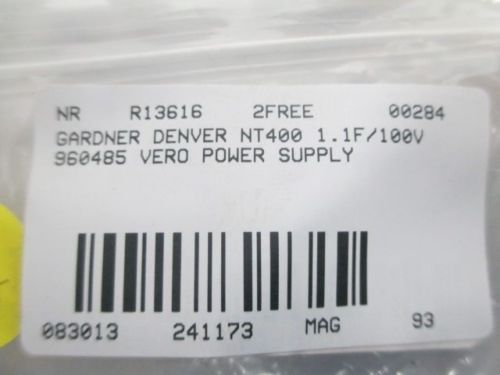 NR R13616 2FREE 00284
GARDNER DENVER NT400 1.1F/100V
960485 VERO POWER SUPPLY
083013 241173 MAG 93